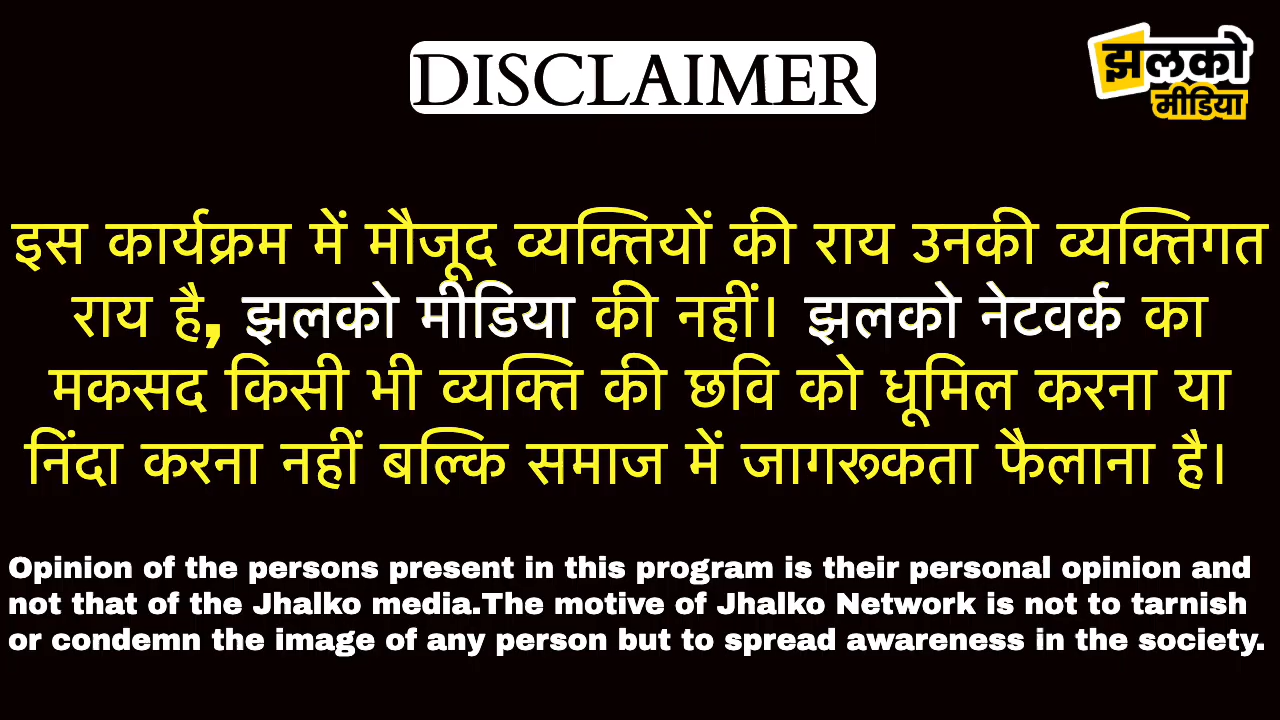 DISCLAIMER
झलको
मीडिया
इस कार्यक्रम में मौजूद व्यक्तियों की राय उनकी व्यक्तिगत
राय है, झलको मीडिया की नहीं। झलको नेटवर्क का
मकसद किसी भी व्यक्ति की छवि को धूमिल करना या
निंदा करना नहीं बल्कि समाज में जागरूकता फैलाना है।
Opinion of the persons present in this program is their personal opinion and
not that of the Jhalko media.The motive of Jhalko Network is not to tarnish
or condemn the image of any person but to spread awareness in the society.